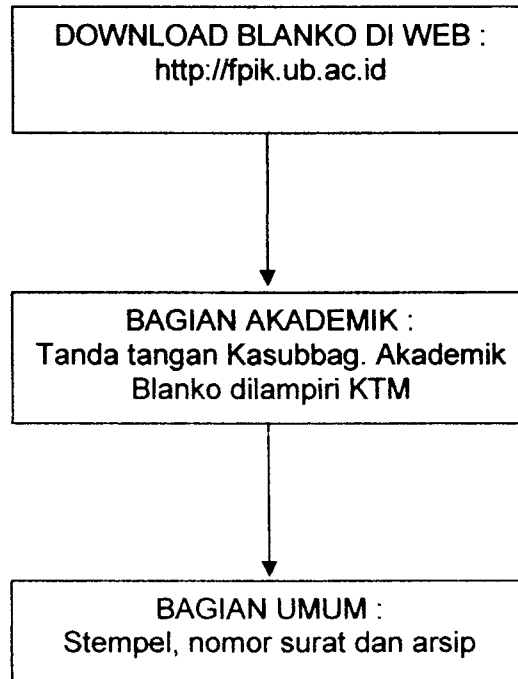 DOWNLOAD BLANKO DI WEB :
http://fpik.ub.ac.id
BAGIAN AKADEMIK :
Tanda tangan Kasubbag. Akademik
Blanko dilampiri KTM
BAGIAN UMUM :
Stempel, nomor surat dan arsip